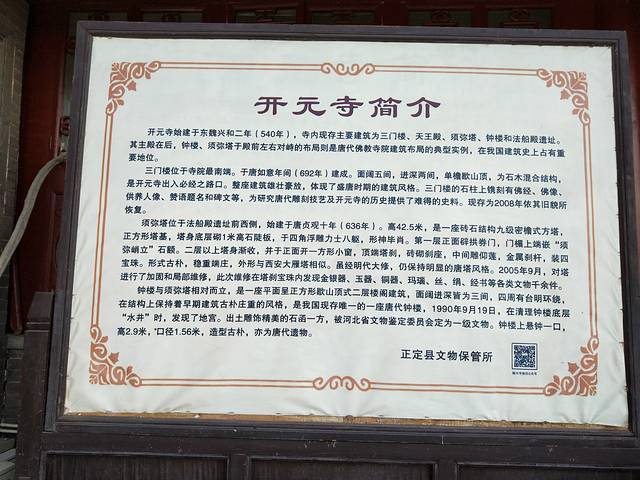 开元寺简介
开元寺始建于东魏兴和二年（540年），寺内现存主要建筑为三门楼、天王殿、须弥塔、钟楼和法船殿遗址。
其主殿在后，钟楼、须弥塔于殿前左右对峙的布局则是唐代佛教寺院建筑布局的典型实例，在我国建筑史上占有重
要地位。
三门楼位于寺院最南端。于唐如意年间（692年）建成。面阔五间，进深两间，单檐歇山顶，为石木混合结构，
是开元寺出入必经之路口。整座建筑雄壮豪放，体现了盛唐时期的建筑风格。三门楼的石柱上镌刻有佛经、佛像、
供养人像、赞语题名和碑文等，为研究唐代雕刻技艺及开元寺的历史提供了难得的史料。现存为2008年依其旧貌所
恢复。
须弥塔位于法船殿遗址前西侧，始建于唐贞观十年（636年）。高42.5米，是一座砖石结构九级密檐式方塔，
正方形塔基，塔身底层砌1米高石陡板，于四角浮雕力士八躯，形神毕肖。第一层正面辟拱券门，门楣上端嵌“须
弥峭立”石额。二层以上塔身渐收，并于正面开一方形小窗，顶端塔刹，砖砌刹座，中间雕仰莲，金属刹杆，装四
宝珠。形式古朴，稳重端庄，外形与西安大雁塔相似。虽经明代大修，仍保持明显的唐塔风格。2005年9月，对塔
进行了加固和局部维修，此次维修在塔刹宝珠内发现金银器、玉器、铜器、玛瑙、丝、绢、经书等各类文物千余件。
钟楼与须弥塔相对而立，是一座平面呈正方形歇山顶式二层楼阁建筑，面阔进深皆为三间，四周有台明环绕，
在结构上保持着早期建筑古朴庄重的风格，是我国现存唯一的一座唐代钟楼，1990年9月19日，在清理钟楼底层
“水井”时，发现了地宫。出土雕饰精美的石函一方，被河北省文物鉴定委员会定为一级文物。钟楼上悬钟一口，
高2.9米，口径1.56米，造型古朴，亦为唐代遗物。
正定县文物保管所